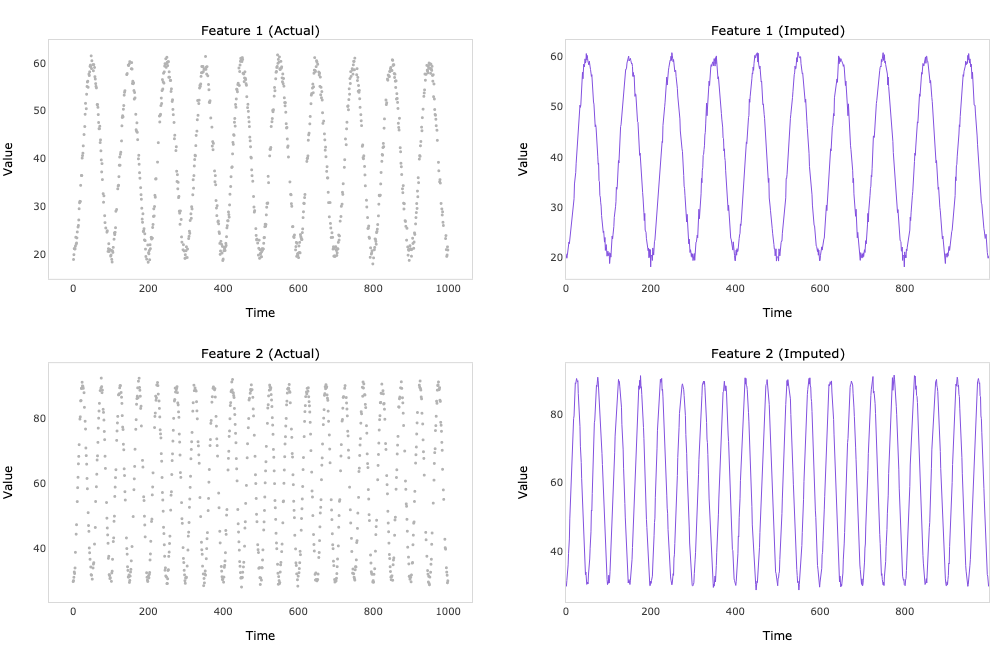 Feature 1 (Actual)
Feature 1 (Imputed)
Value
60
50
40
30
20
0 200 400 600 800 1000
Time
Value
60
50
40
30
20
0 200 400 600 800
Time
Feature 2 (Actual)
Feature 2 (Imputed)
Value
80
60
40
0 200 400 600 800 1000
Time
Value
80
60
40
0 200 400 600 800
Time